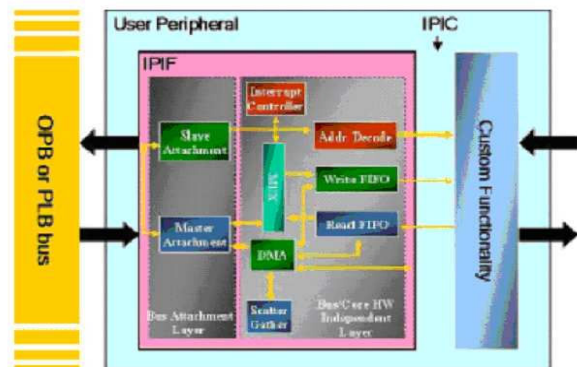 User Peripheral
IPIC
IPIF
OPB or PLB bus
Interrupt
Controller
Slave
Attachment
Addr Decode
MUX
Write FIFO
Master
Attachment
Read FIFO
DMA
Scatter
Gather
Bus Attachment
Layer
Bus/Core HW
Independent
Layer
Custom Functionality